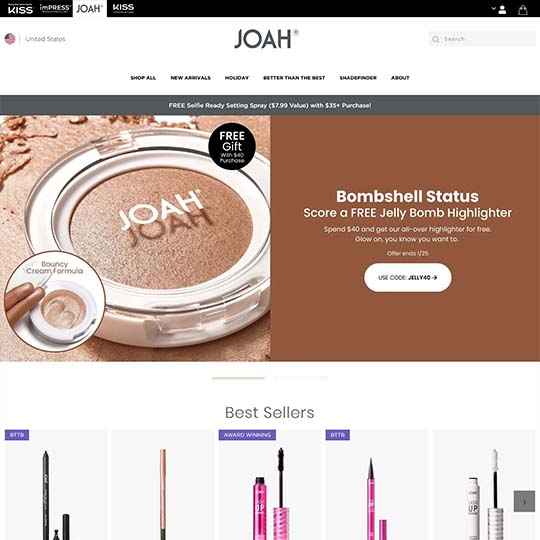 KISS
imPRESS
JOAH
KISS
United States
JOAH®
Search
SHOP ALL
NEW ARRIVALS
HOLIDAY
BETTER THAN THE BEST
SHADEFINDER
ABOUT
FREE Selfie Ready Setting Spray ($7.99 Value) with $35+ Purchase!
FREE
Gift
With $40
Purchase
JOAH
Bouncy
Cream Formula
Bombshell Status
Score a FREE Jelly Bomb Highlighter
Spend $40 and get our all-over highlighter for free.
Glow on, you know you want to.
Offer ends 1/25
USE CODE: JELLY40 →
Best Sellers
BTTB
AWARD WINNING
BTTB
JOAH
UP
JOAH
UP